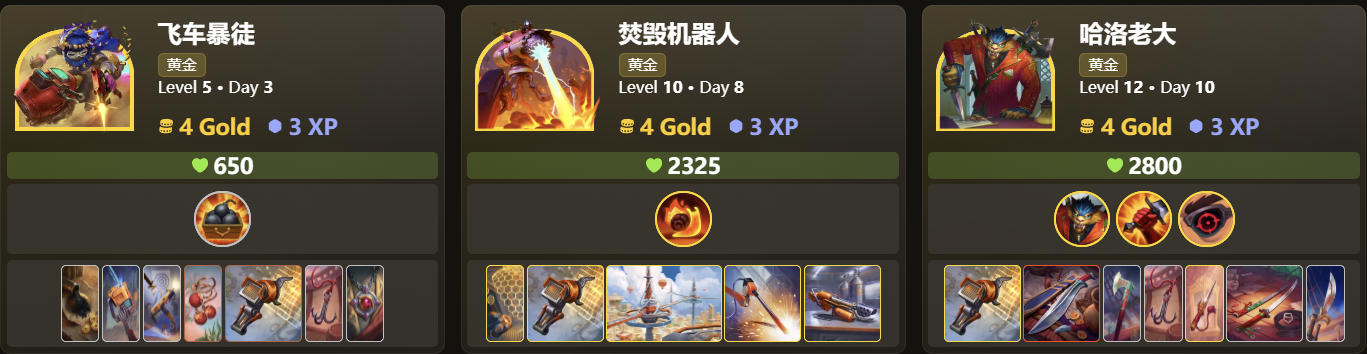 飞车暴徒
黄金
Level 5 • Day 3
4 Gold 3 XP
650
焚毁机器人
黄金
Level 10 • Day 8
4 Gold 3 XP
2325
哈洛老大
黄金
Level 12 • Day 10
4 Gold 3 XP
2800